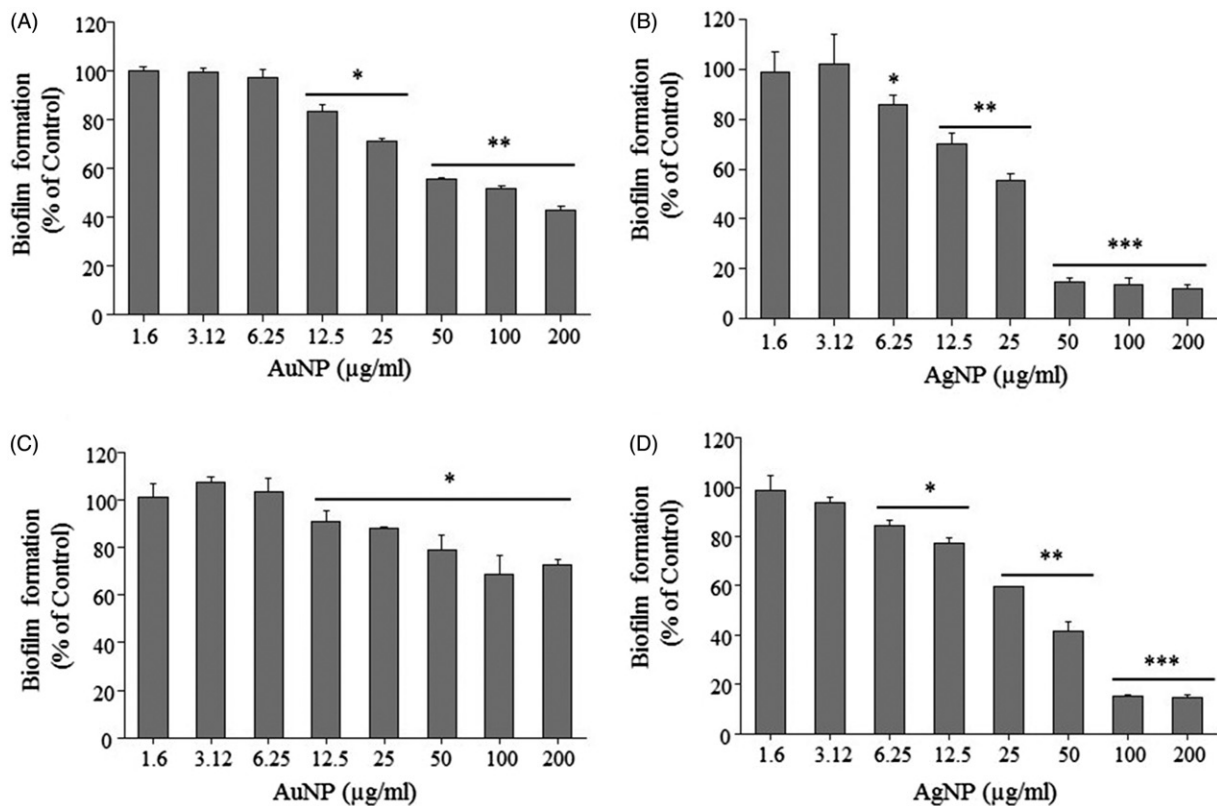 (A)
Biofilm formation
(% of Control)
120
100
80
60
40
20
0
*
**
1.6 3.12 6.25 12.5 25 50 100 200
AuNP (µg/ml)
(B)
Biofilm formation
(% of Control)
120
100
80
60
40
20
0
*
**
***
1.6 3.12 6.25 12.5 25 50 100 200
AgNP (µg/ml)
(C)
Biofilm formation
(% of Control)
120
100
80
60
40
20
0
*
1.6 3.12 6.25 12.5 25 50 100 200
AuNP (µg/ml)
(D)
Biofilm formation
(% of Control)
120
100
80
60
40
20
0
*
**
***
1.6 3.12 6.25 12.5 25 50 100 200
AgNP (µg/ml)